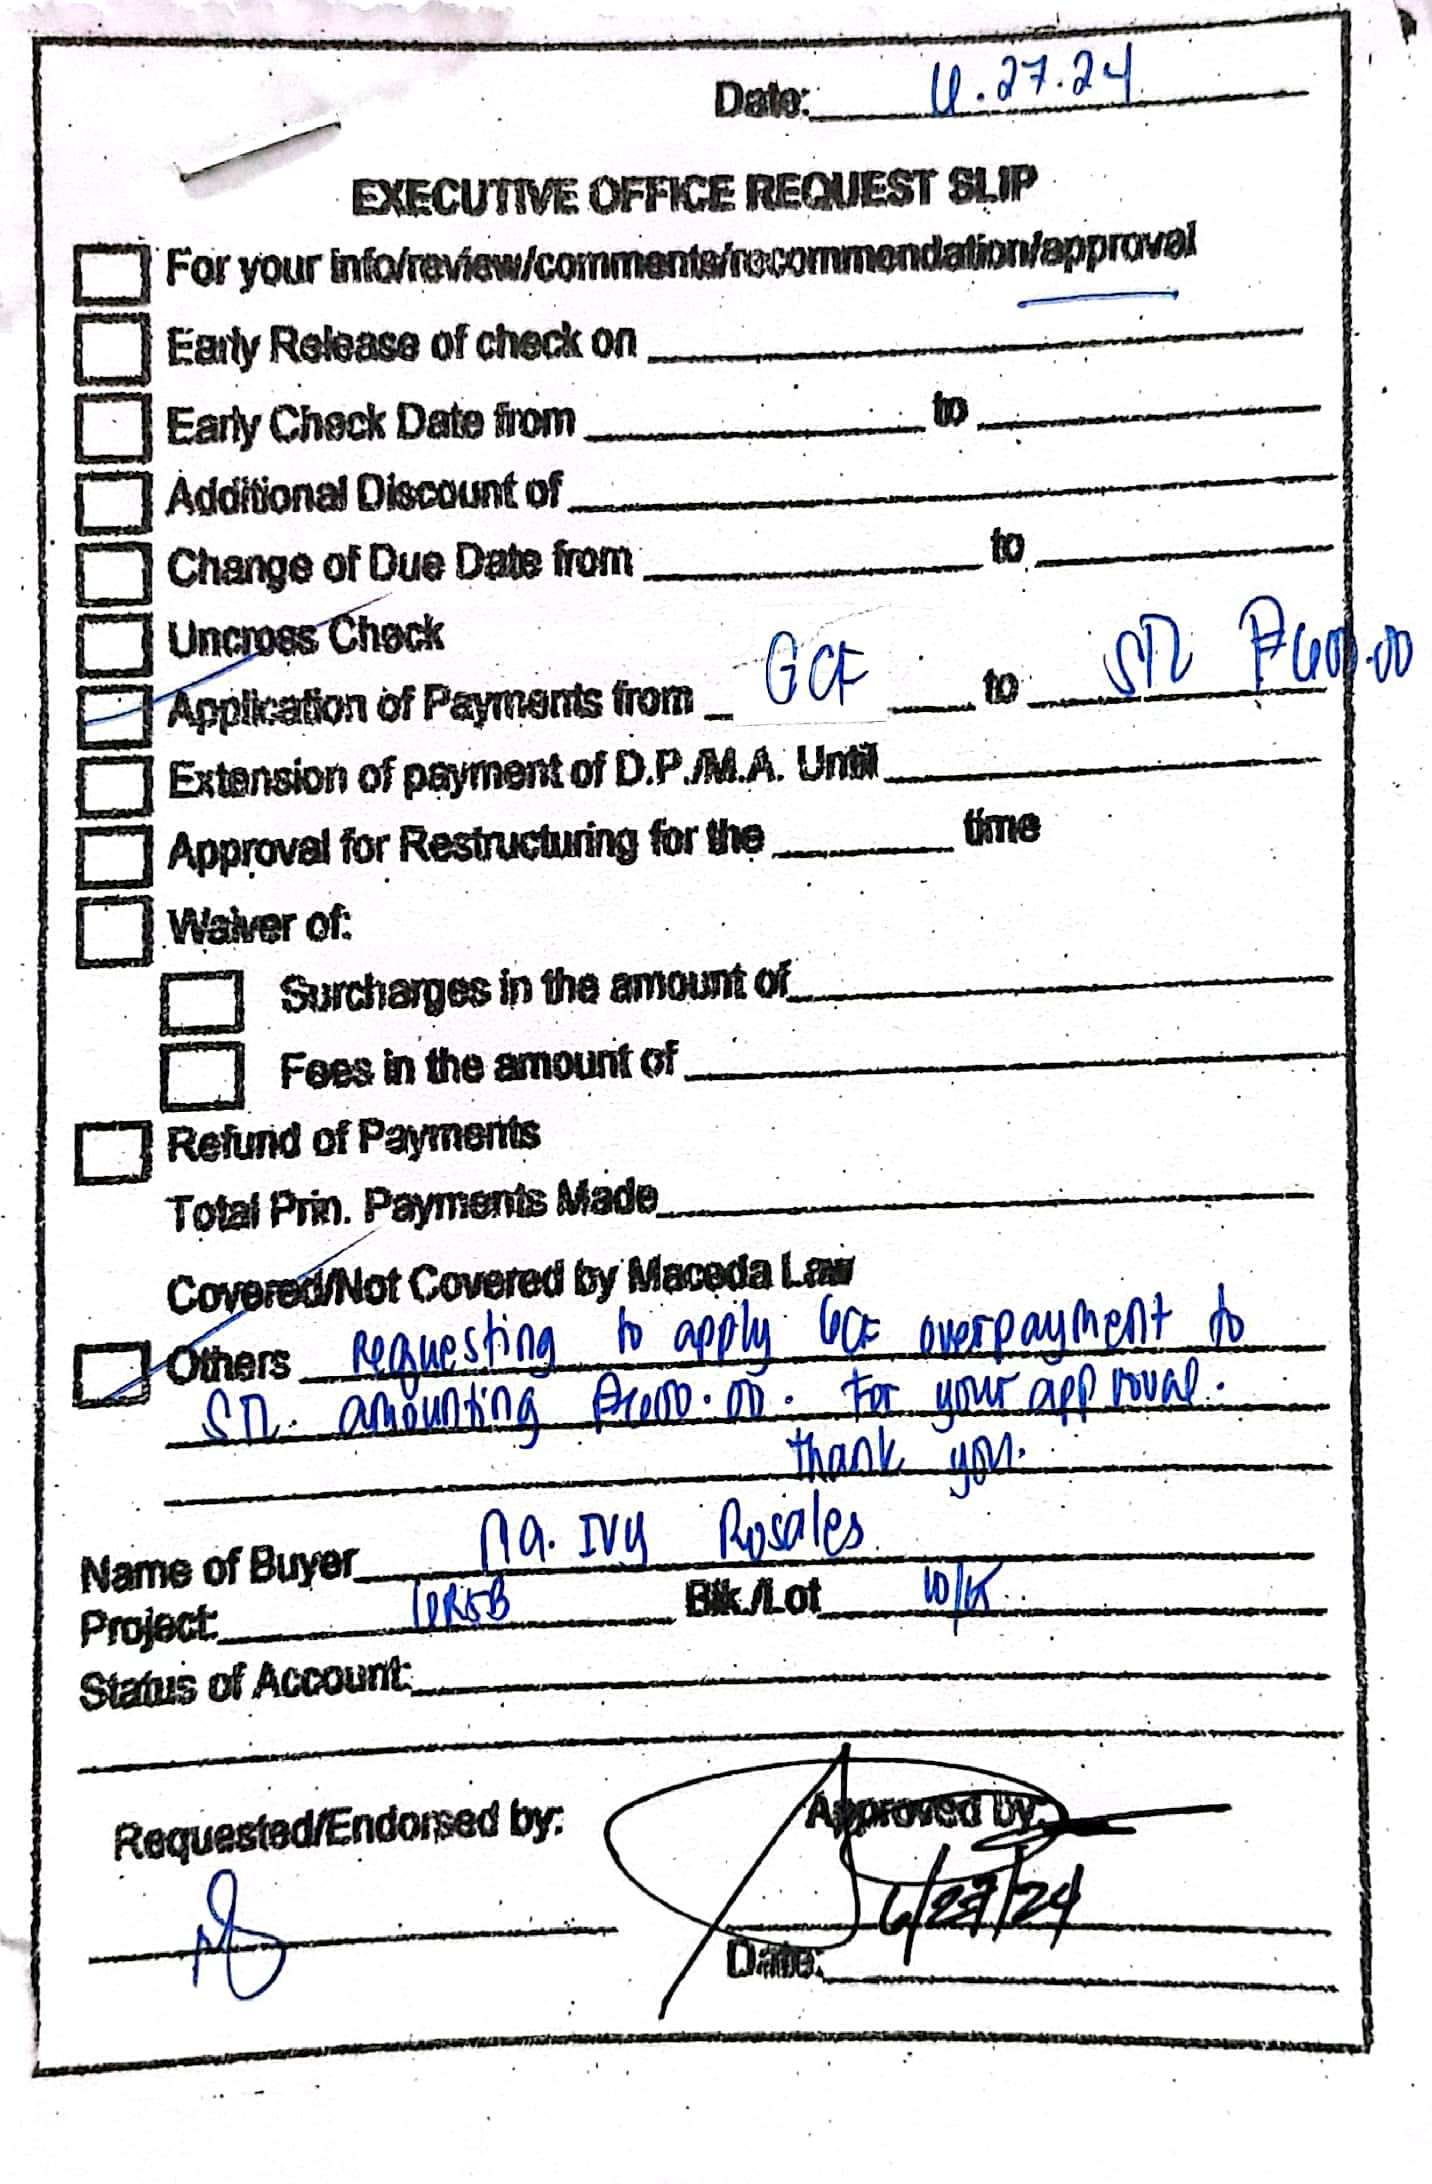 Date: 6.27.24
EXECUTIVE OFFICE REQUEST SLIP
For your info/review/comments/recommendation/approval
Early Release of check on
Early Check Date from to
Additional Discount of
Change of Due Date from to
Uncross Check
Application of Payments from GCF to STL ₱600.00
Extension of payment of D.P./M.A. Until
Approval for Restructuring for the time
Waiver of:
Surcharges in the amount of
Fees in the amount of
Refund of Payments
Total Prin. Payments Made
Covered/Not Covered by Maceda Law
Others Requesting to apply GCF overpayment to
STL amounting ₱600.00. For your approval.
Thank you.
Name of Buyer Ma. Ivy Rosales
Project: Blk./Lot
Status of Account:
Requested/Endorsed by: Approved by:
6/27/24
Date: